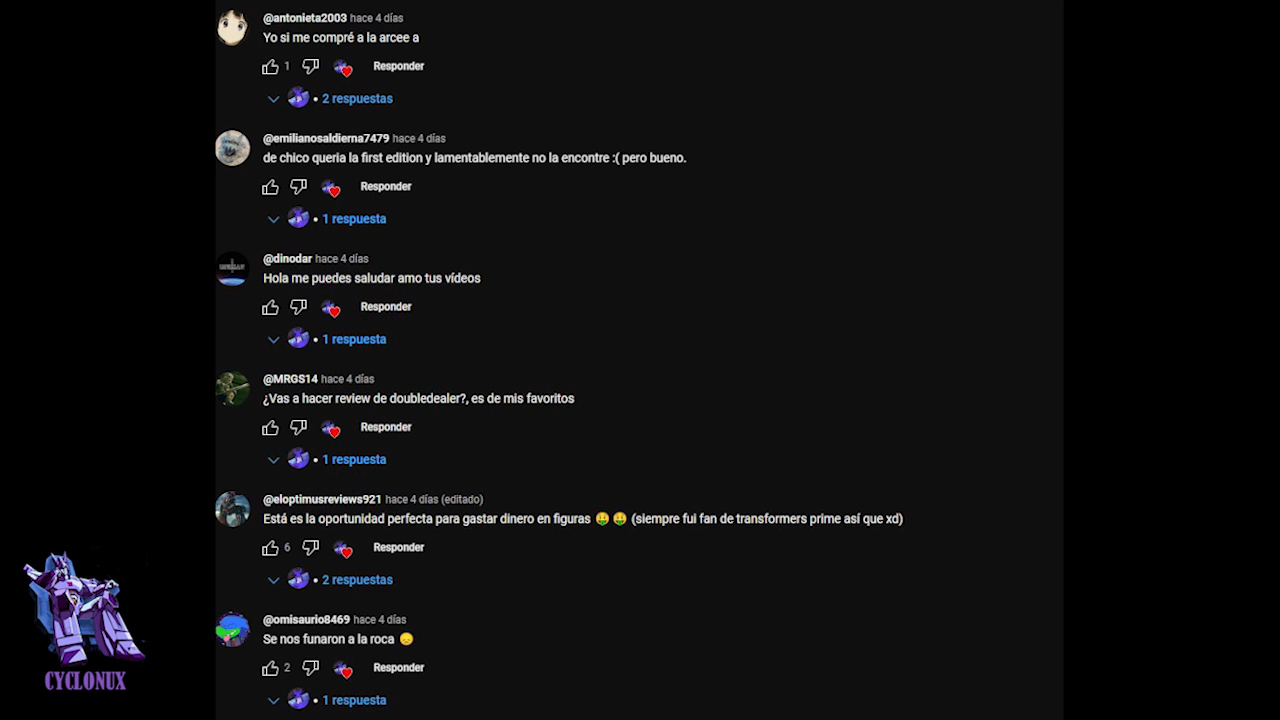 @antonieta2003 hace 4 días
Yo si me compré a la arcee a
1 Responder
• 2 respuestas
@emilianosaldierna7479 hace 4 días
de chico queria la first edition y lamentablemente no la encontre :( pero bueno.
Responder
• 1 respuesta
@dinodar hace 4 días
Hola me puedes saludar amo tus vídeos
Responder
• 1 respuesta
@MRGS14 hace 4 días
¿Vas a hacer review de doubledealer?, es de mis favoritos
Responder
• 1 respuesta
@eloptimusreviews921 hace 4 días (editado)
Está es la oportunidad perfecta para gastar dinero en figuras 🤑 🤑 (siempre fui fan de transformers prime así que xd)
6 Responder
• 2 respuestas
@omisaurio8469 hace 4 días
Se nos funaron a la roca 😞
2 Responder
• 1 respuesta
CYCLONUX